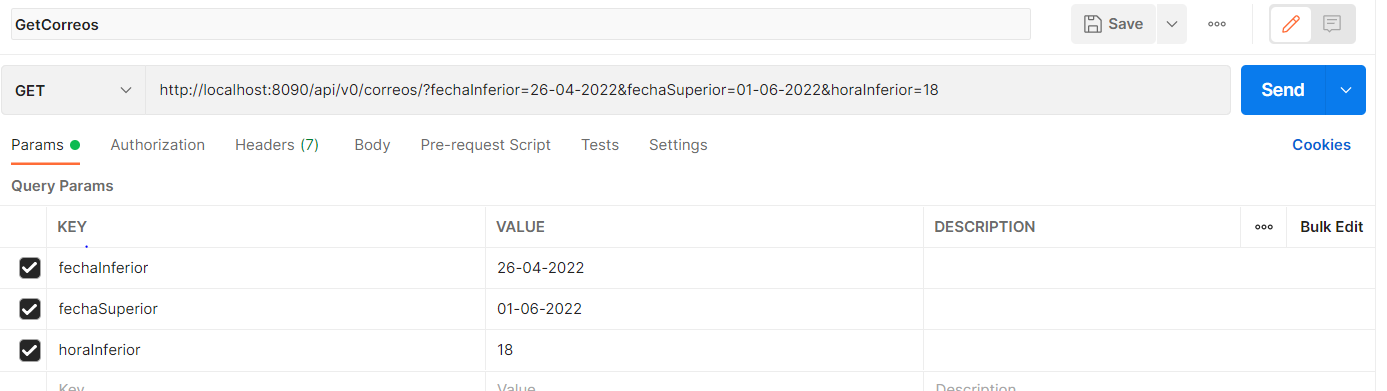 GetCorreos
Save
GET
http://localhost:8090/api/v0/correos/?fechaInferior=26-04-2022&fechaSuperior=01-06-2022&horaInferior=18
Send
Params Authorization Headers (7) Body Pre-request Script Tests Settings Cookies
Query Params
KEY VALUE DESCRIPTION Bulk Edit
fechaInferior 26-04-2022
fechaSuperior 01-06-2022
horaInferior 18
Key Value Description